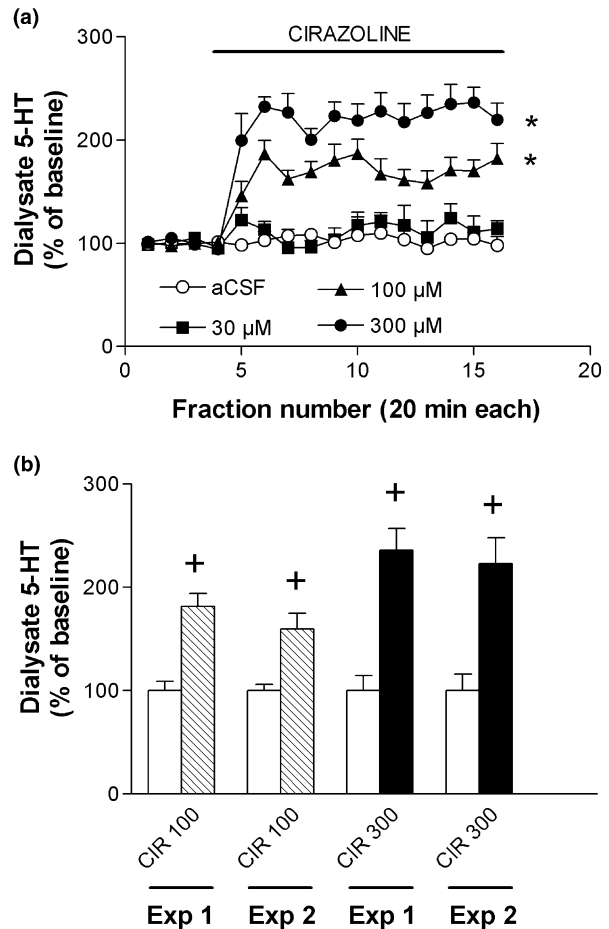 (a)
300
200
100
0
Dialysate 5-HT
(% of baseline)
CIRAZOLINE
*
*
aCSF
100 µM
30 µM
300 µM
0 5 10 15 20
Fraction number (20 min each)
(b)
300
200
100
0
Dialysate 5-HT
(% of baseline)
+
+
+
+
CIR 100
CIR 100
CIR 300
CIR 300
Exp 1 Exp 2 Exp 1 Exp 2